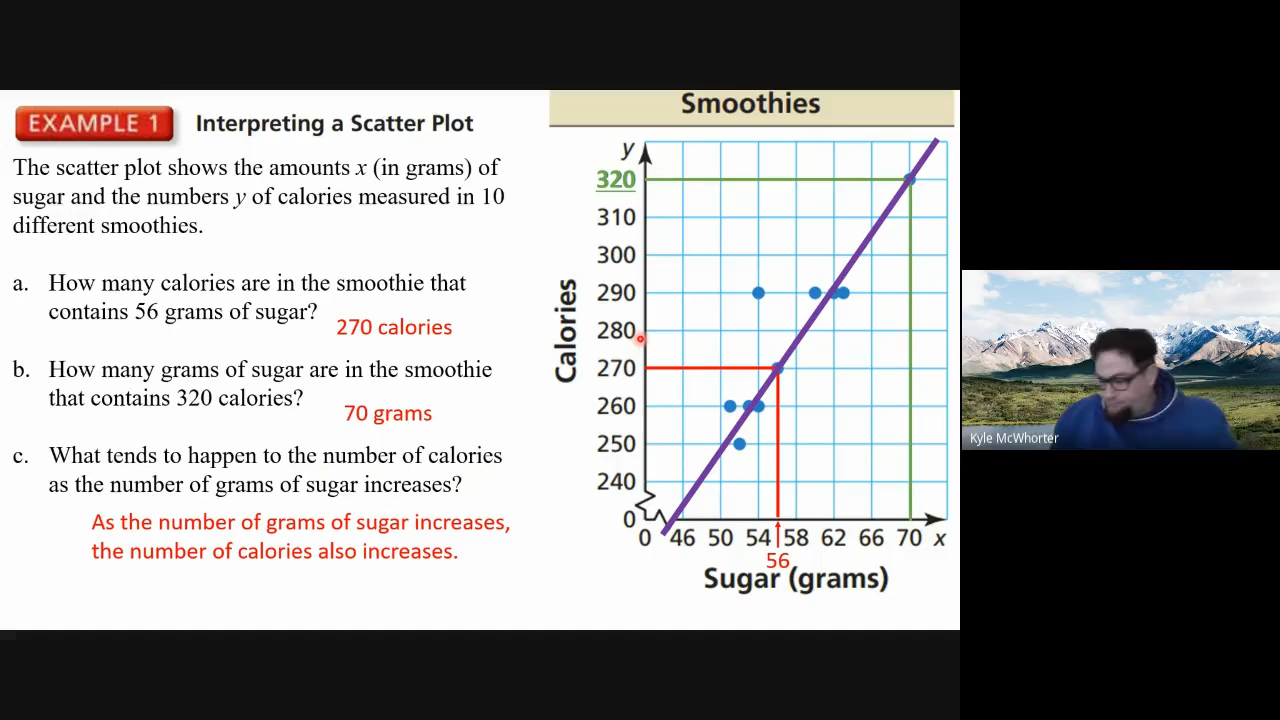 EXAMPLE 1 Interpreting a Scatter Plot
The scatter plot shows the amounts x (in grams) of
sugar and the numbers y of calories measured in 10
different smoothies.
a. How many calories are in the smoothie that
contains 56 grams of sugar?
270 calories
b. How many grams of sugar are in the smoothie
that contains 320 calories?
70 grams
c. What tends to happen to the number of calories
as the number of grams of sugar increases?
As the number of grams of sugar increases,
the number of calories also increases.
Smoothies
y
320
310
300
290
280
270
260
250
240
0
Calories
0 46 50 54 58 62 66 70 x
56
Sugar (grams)
Kyle McWhorter